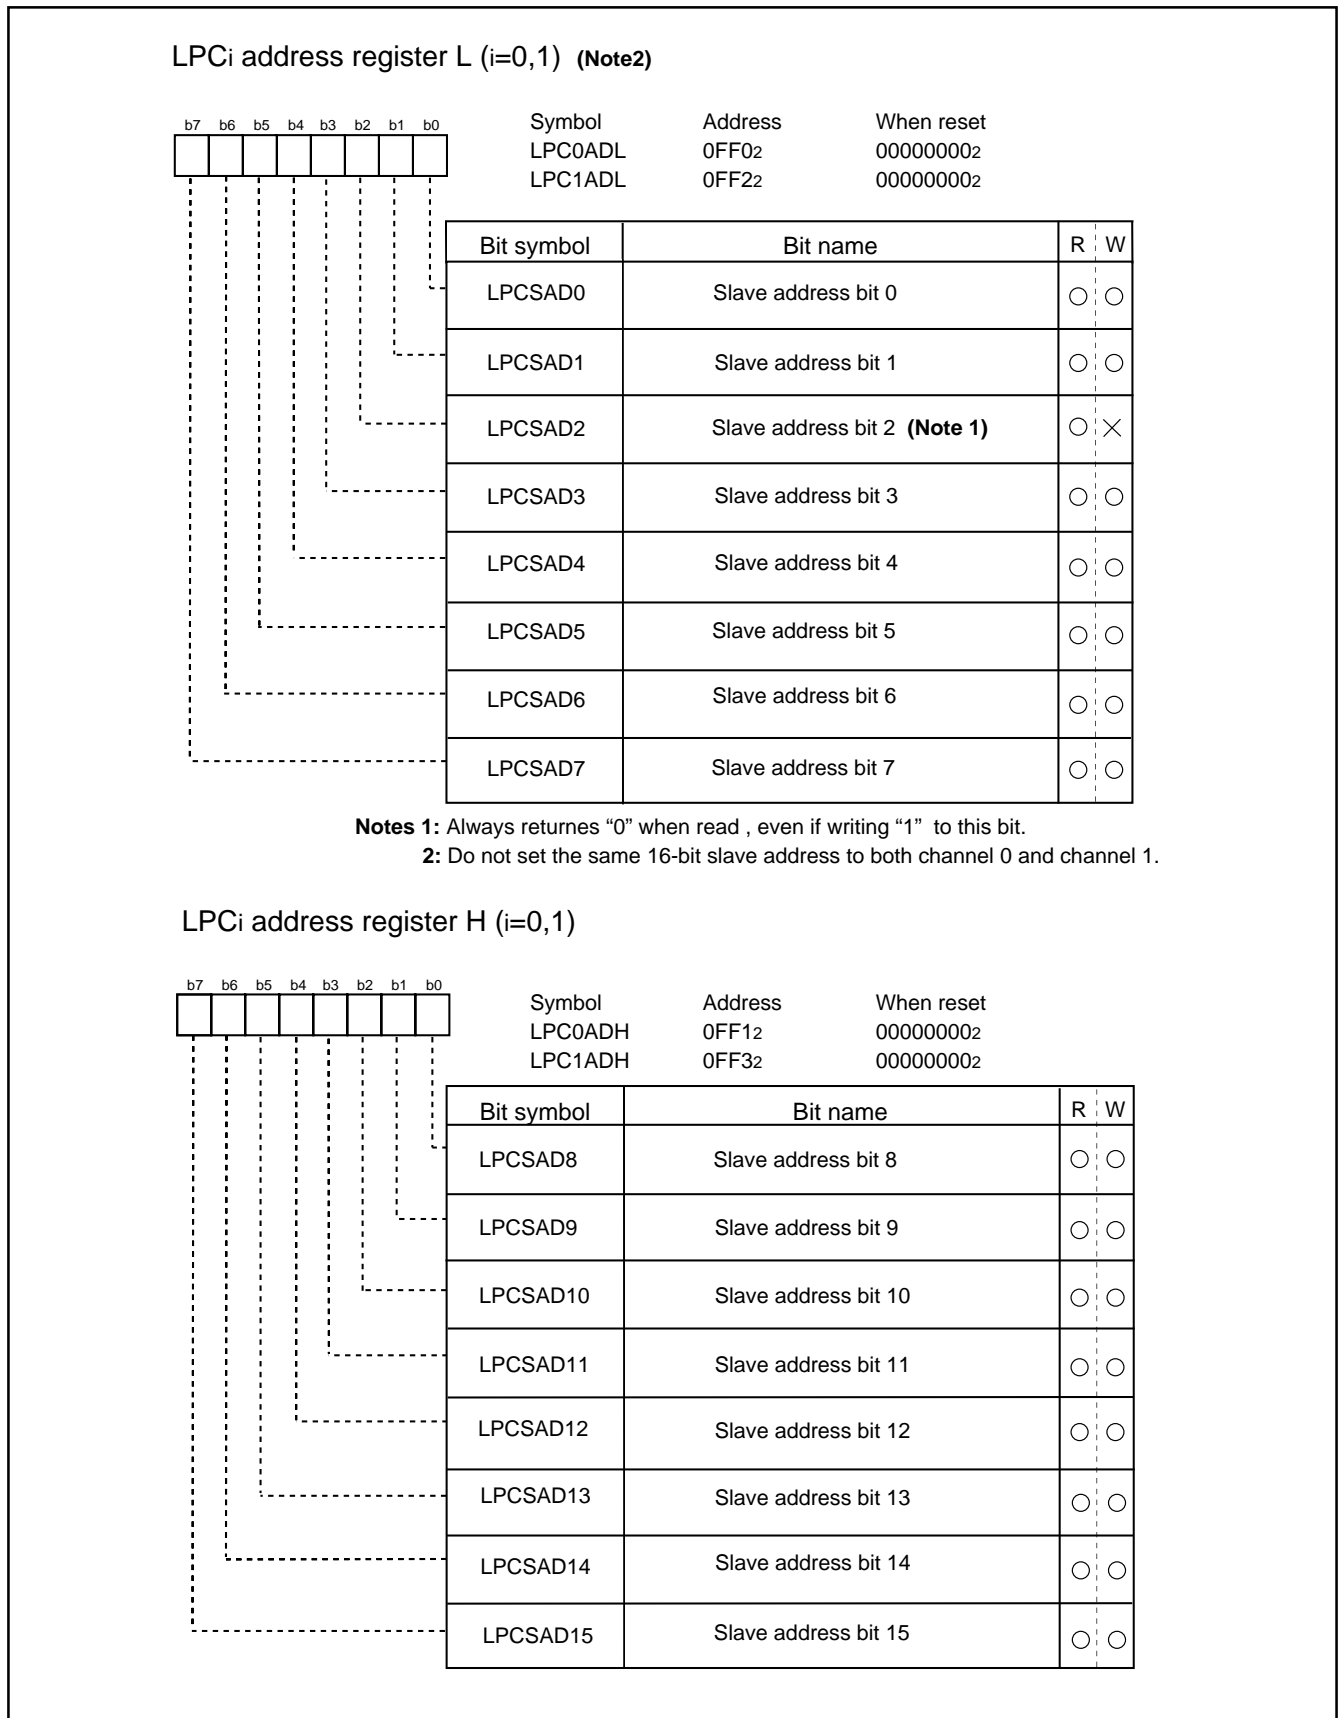 LPCi address register L (i=0,1) (Note2)
b7 b6 b5 b4 b3 b2 b1 b0
Symbol Address When reset
LPC0ADL 0FF02 000000002
LPC1ADL 0FF22 000000002
Bit symbol Bit name R W
LPCSAD0 Slave address bit 0 ○ ○
LPCSAD1 Slave address bit 1 ○ ○
LPCSAD2 Slave address bit 2 (Note 1) ○ ×
LPCSAD3 Slave address bit 3 ○ ○
LPCSAD4 Slave address bit 4 ○ ○
LPCSAD5 Slave address bit 5 ○ ○
LPCSAD6 Slave address bit 6 ○ ○
LPCSAD7 Slave address bit 7 ○ ○
Notes 1: Always returnes “0” when read , even if writing “1” to this bit.
2: Do not set the same 16-bit slave address to both channel 0 and channel 1.
LPCi address register H (i=0,1)
b7 b6 b5 b4 b3 b2 b1 b0
Symbol Address When reset
LPC0ADH 0FF12 000000002
LPC1ADH 0FF32 000000002
Bit symbol Bit name R W
LPCSAD8 Slave address bit 8 ○ ○
LPCSAD9 Slave address bit 9 ○ ○
LPCSAD10 Slave address bit 10 ○ ○
LPCSAD11 Slave address bit 11 ○ ○
LPCSAD12 Slave address bit 12 ○ ○
LPCSAD13 Slave address bit 13 ○ ○
LPCSAD14 Slave address bit 14 ○ ○
LPCSAD15 Slave address bit 15 ○ ○